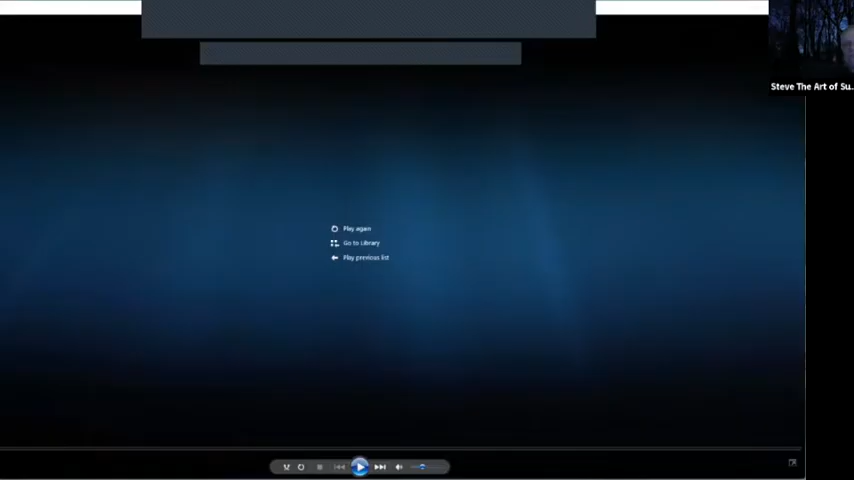 Steve The Art of Su...
Play again
Go to Library
Play previous list